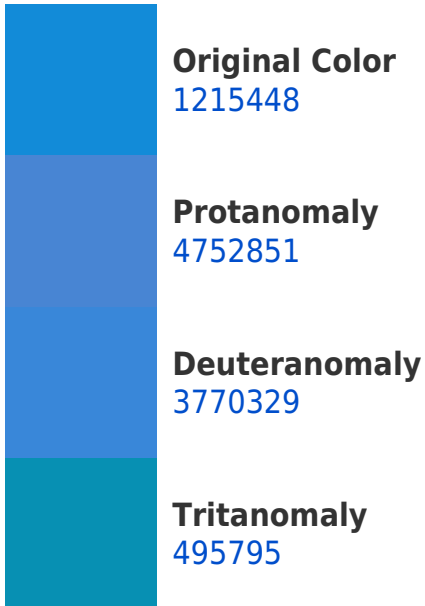 Original Color
1215448
Protanomaly
4752851
Deuteranomaly
3770329
Tritanomaly
495795